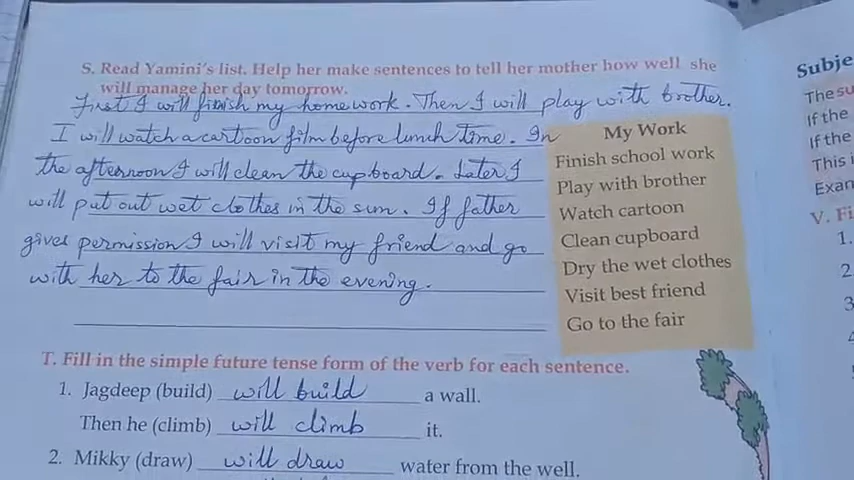 S. Read Yamini's list. Help her make sentences to tell her mother how well she
will manage her day tomorrow.
First I will finish my homework. Then I will play with brother.
I will watch a cartoon film before lunch time. In
the afternoon I will clean the cupboard. Later I
will put out wet clothes in the sun. If father
gives permission I will visit my friend and go
with her to the fair in the evening.
My Work
Finish school work
Play with brother
Watch cartoon
Clean cupboard
Dry the wet clothes
Visit best friend
Go to the fair
T. Fill in the simple future tense form of the verb for each sentence.
1. Jagdeep (build) will build a wall.
Then he (climb) will climb it.
2. Mikky (draw) will draw water from the well.
Subje
The su
If the
If the
This i
Exan
V. Fi
1.
2
3